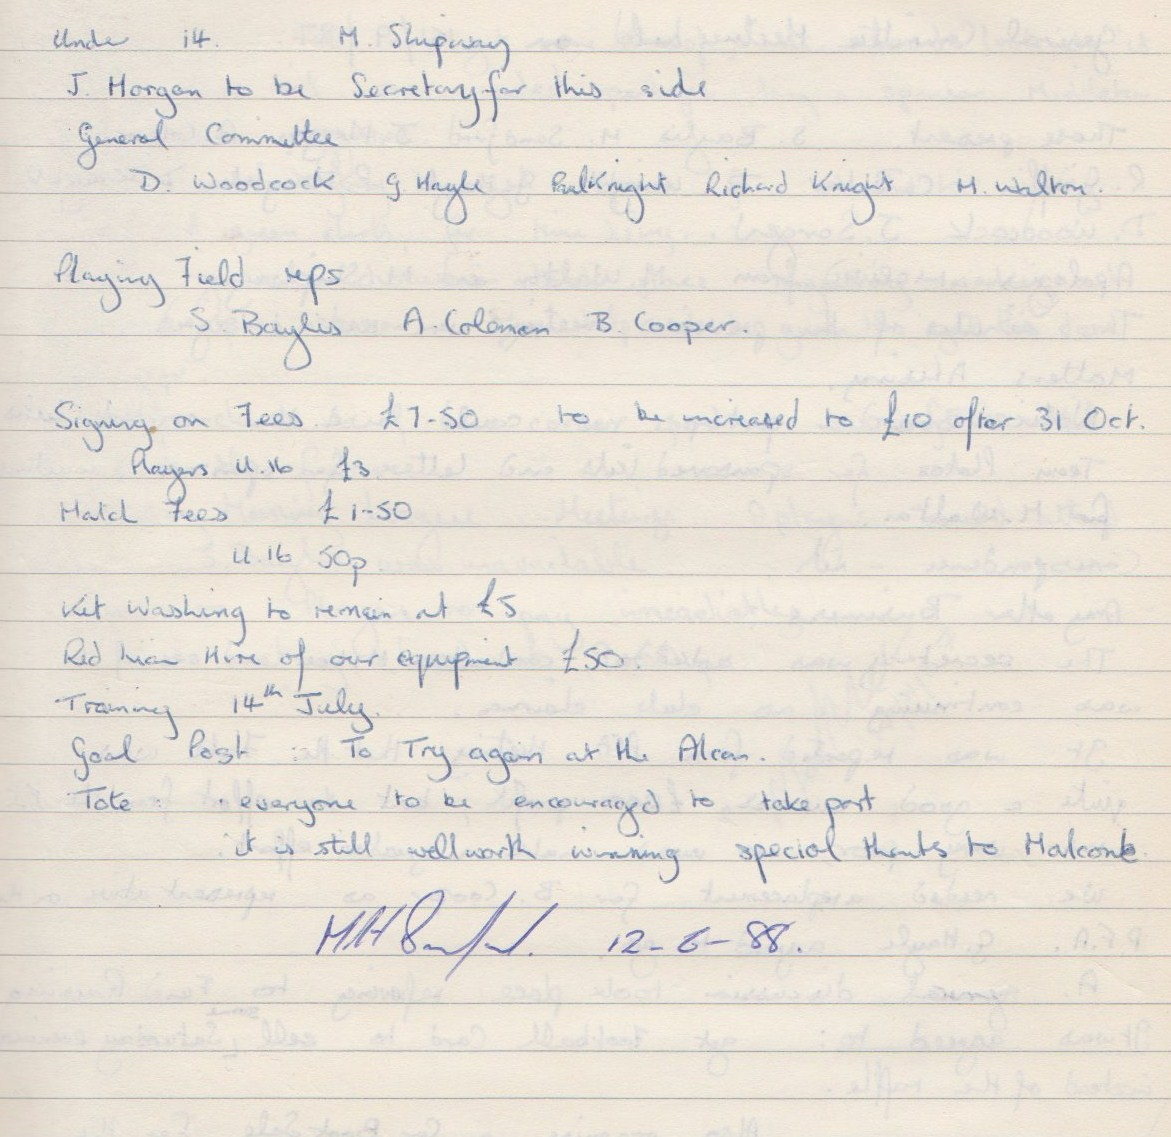 Under 14. M. Shipway
J. Morgan to be Secretary for this side
General Committee
D. Woodcock G Hayle Paul Knight Richard Knight M. Walton.
Playing Field reps
S. Baylis A. Coleman B. Cooper.
Signing on Fees. £7-50 to be increased to £10 after 31 Oct.
Players U.16 £3
Match Fees £1-50
U.16 50p
Kit Washing to remain at £5
Red Hire of our equipment £50.
Training 14th July.
Goal Post : To Try again at the Alcan.
Tote : everyone to be encouraged to take part
it is still well worth winning special thanks to Malcolm
12-6-88.